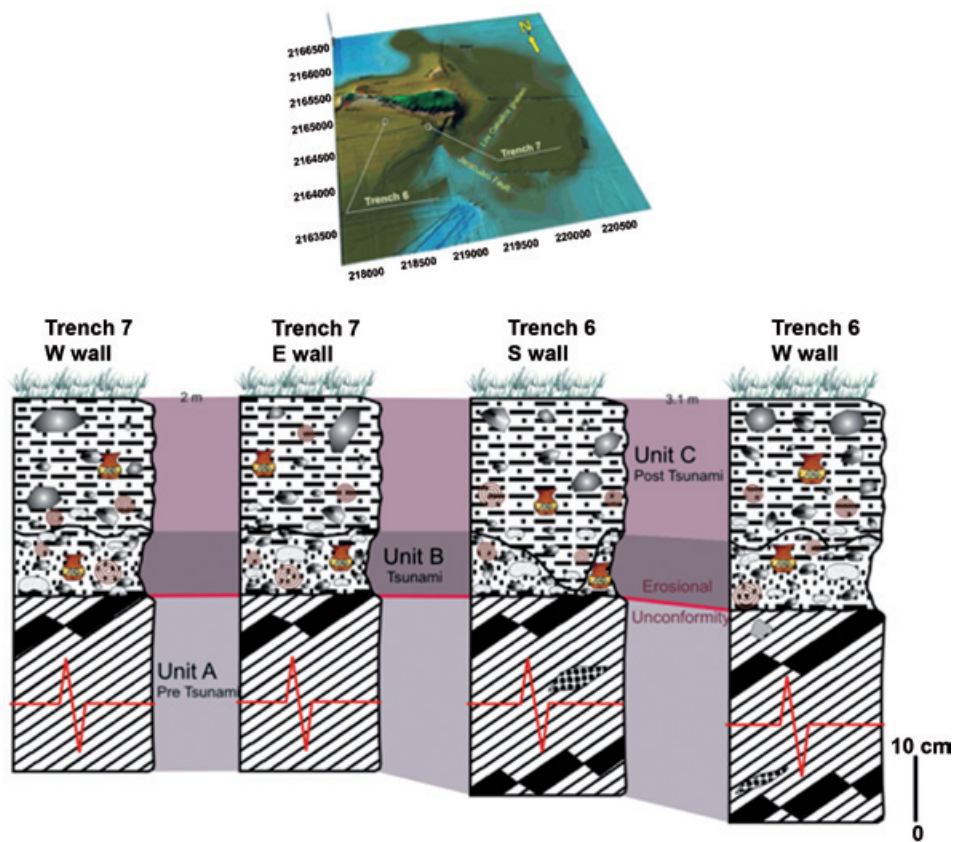 2166500
2166000
2165500
2165000
2164500
2164000
2163500
218000
218500
219000
219500
220000
220500
N
Trench 7
Trench 6
Jaraguao Fault
Trench 7
W wall
Trench 7
E wall
Trench 6
S wall
Trench 6
W wall
2 m
3.1 m
Unit C
Post Tsunami
Unit B
Tsunami
Erosional
Unconformity
Unit A
Pre Tsunami
10 cm
0